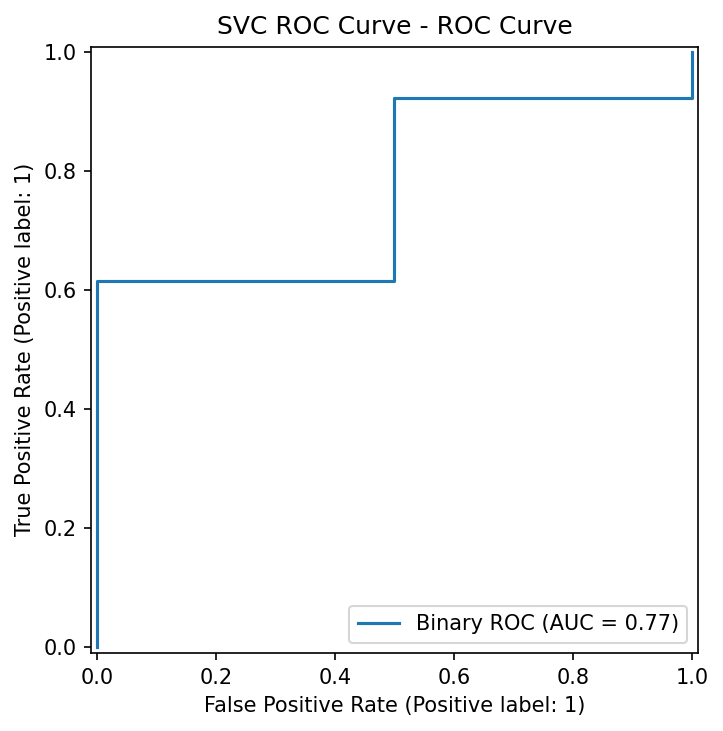 SVC ROC Curve - ROC Curve
1.0
0.8
0.6
0.4
0.2
0.0
True Positive Rate (Positive label: 1)
Binary ROC (AUC = 0.77)
0.0 0.2 0.4 0.6 0.8 1.0
False Positive Rate (Positive label: 1)